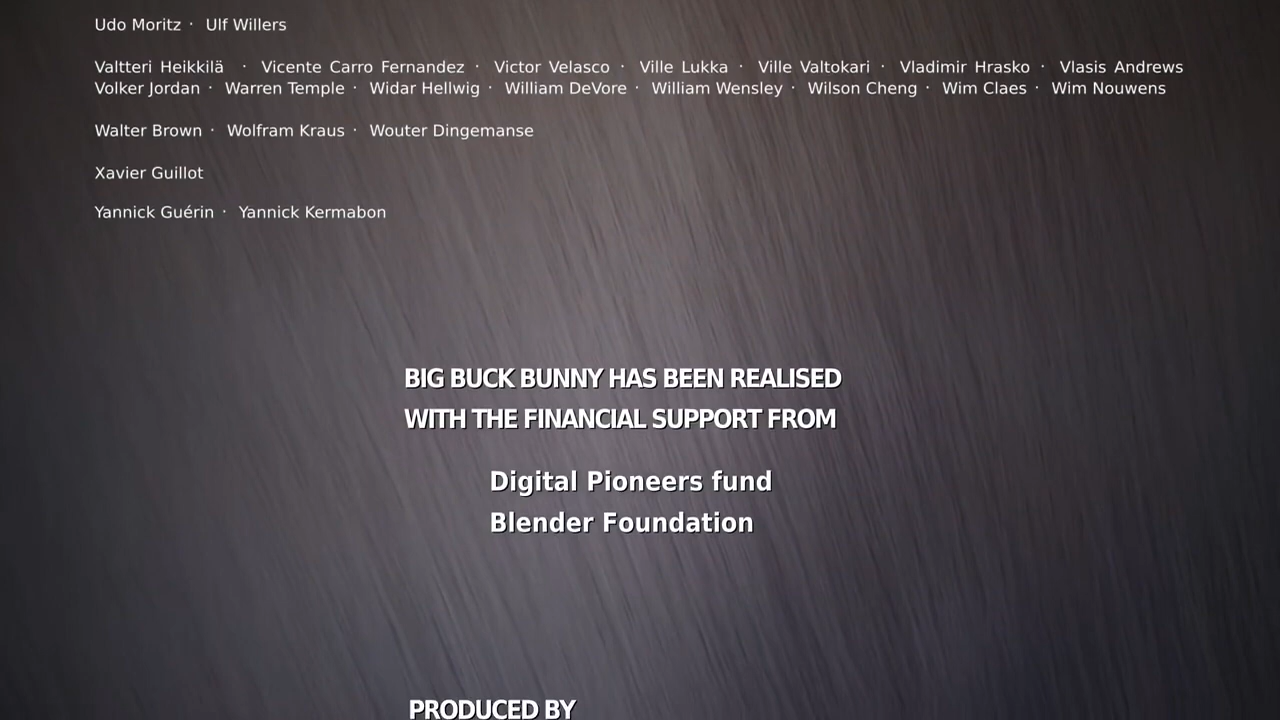 Udo Moritz · Ulf Willers
Valtteri Heikkilä · Vicente Carro Fernandez · Victor Velasco · Ville Lukka · Ville Valtokari · Vladimir Hrasko · Vlasis Andrews
Volker Jordan · Warren Temple · Widar Hellwig · William DeVore · William Wensley · Wilson Cheng · Wim Claes · Wim Nouwens
Walter Brown · Wolfram Kraus · Wouter Dingemanse
Xavier Guillot
Yannick Guérin · Yannick Kermabon
BIG BUCK BUNNY HAS BEEN REALISED
WITH THE FINANCIAL SUPPORT FROM
Digital Pioneers fund
Blender Foundation
PRODUCED BY